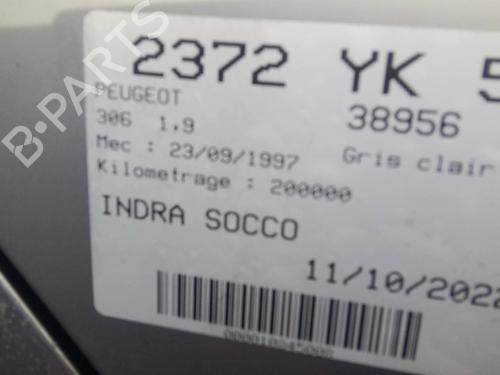 2372 YK 5
PEUGEOT
306 1.9
38956
Mec : 23/09/1997
Gris clair
Kilometrage : 200000
INDRA SOCCO
11/10/2022